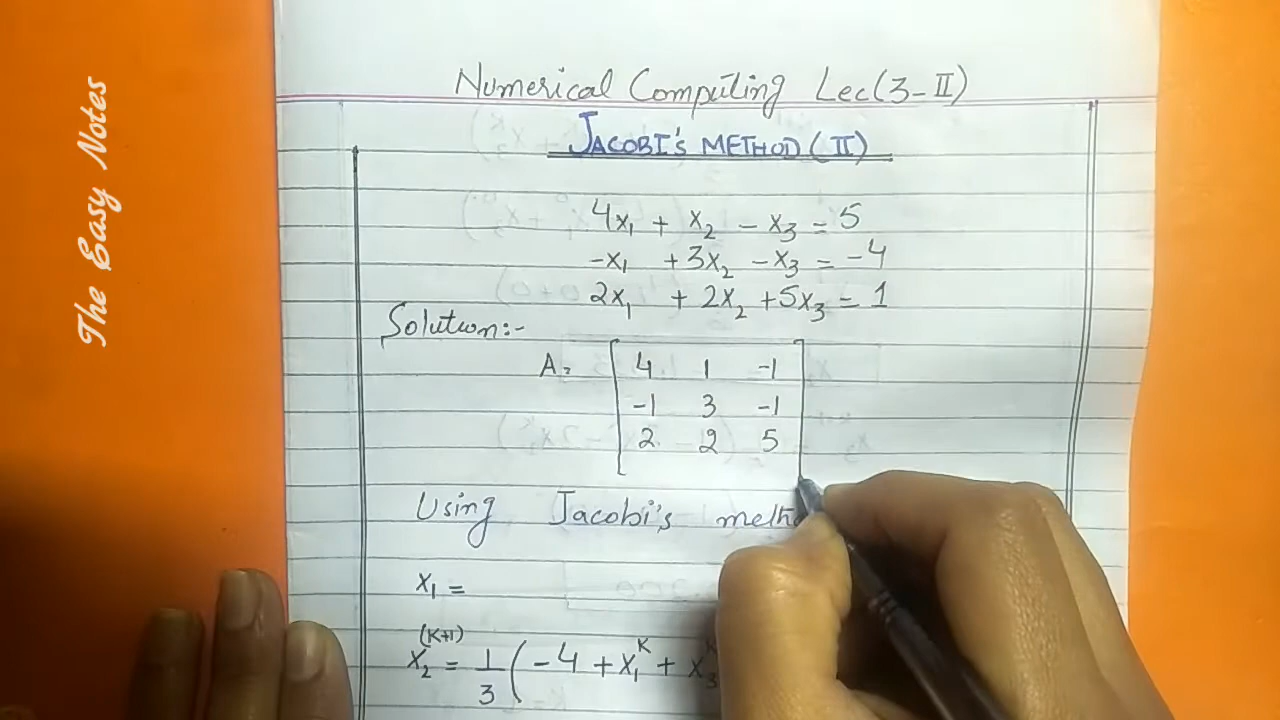 The Easy Notes
Numerical Computing Lec(3-II)
JACOBI'S METHOD (II)
4x₁ + x₂ - x₃ = 5
-x₁ + 3x₂ - x₃ = -4
2x₁ + 2x₂ + 5x₃ = 1
Solution:-
A=
4 1 -1
-1 3 -1
2 2 5
Using Jacobi's
x₁ =
x₂⁽ᴷ⁺¹⁾ = 1/3 ( -4 + x₁ᴷ + x₃ᴷ